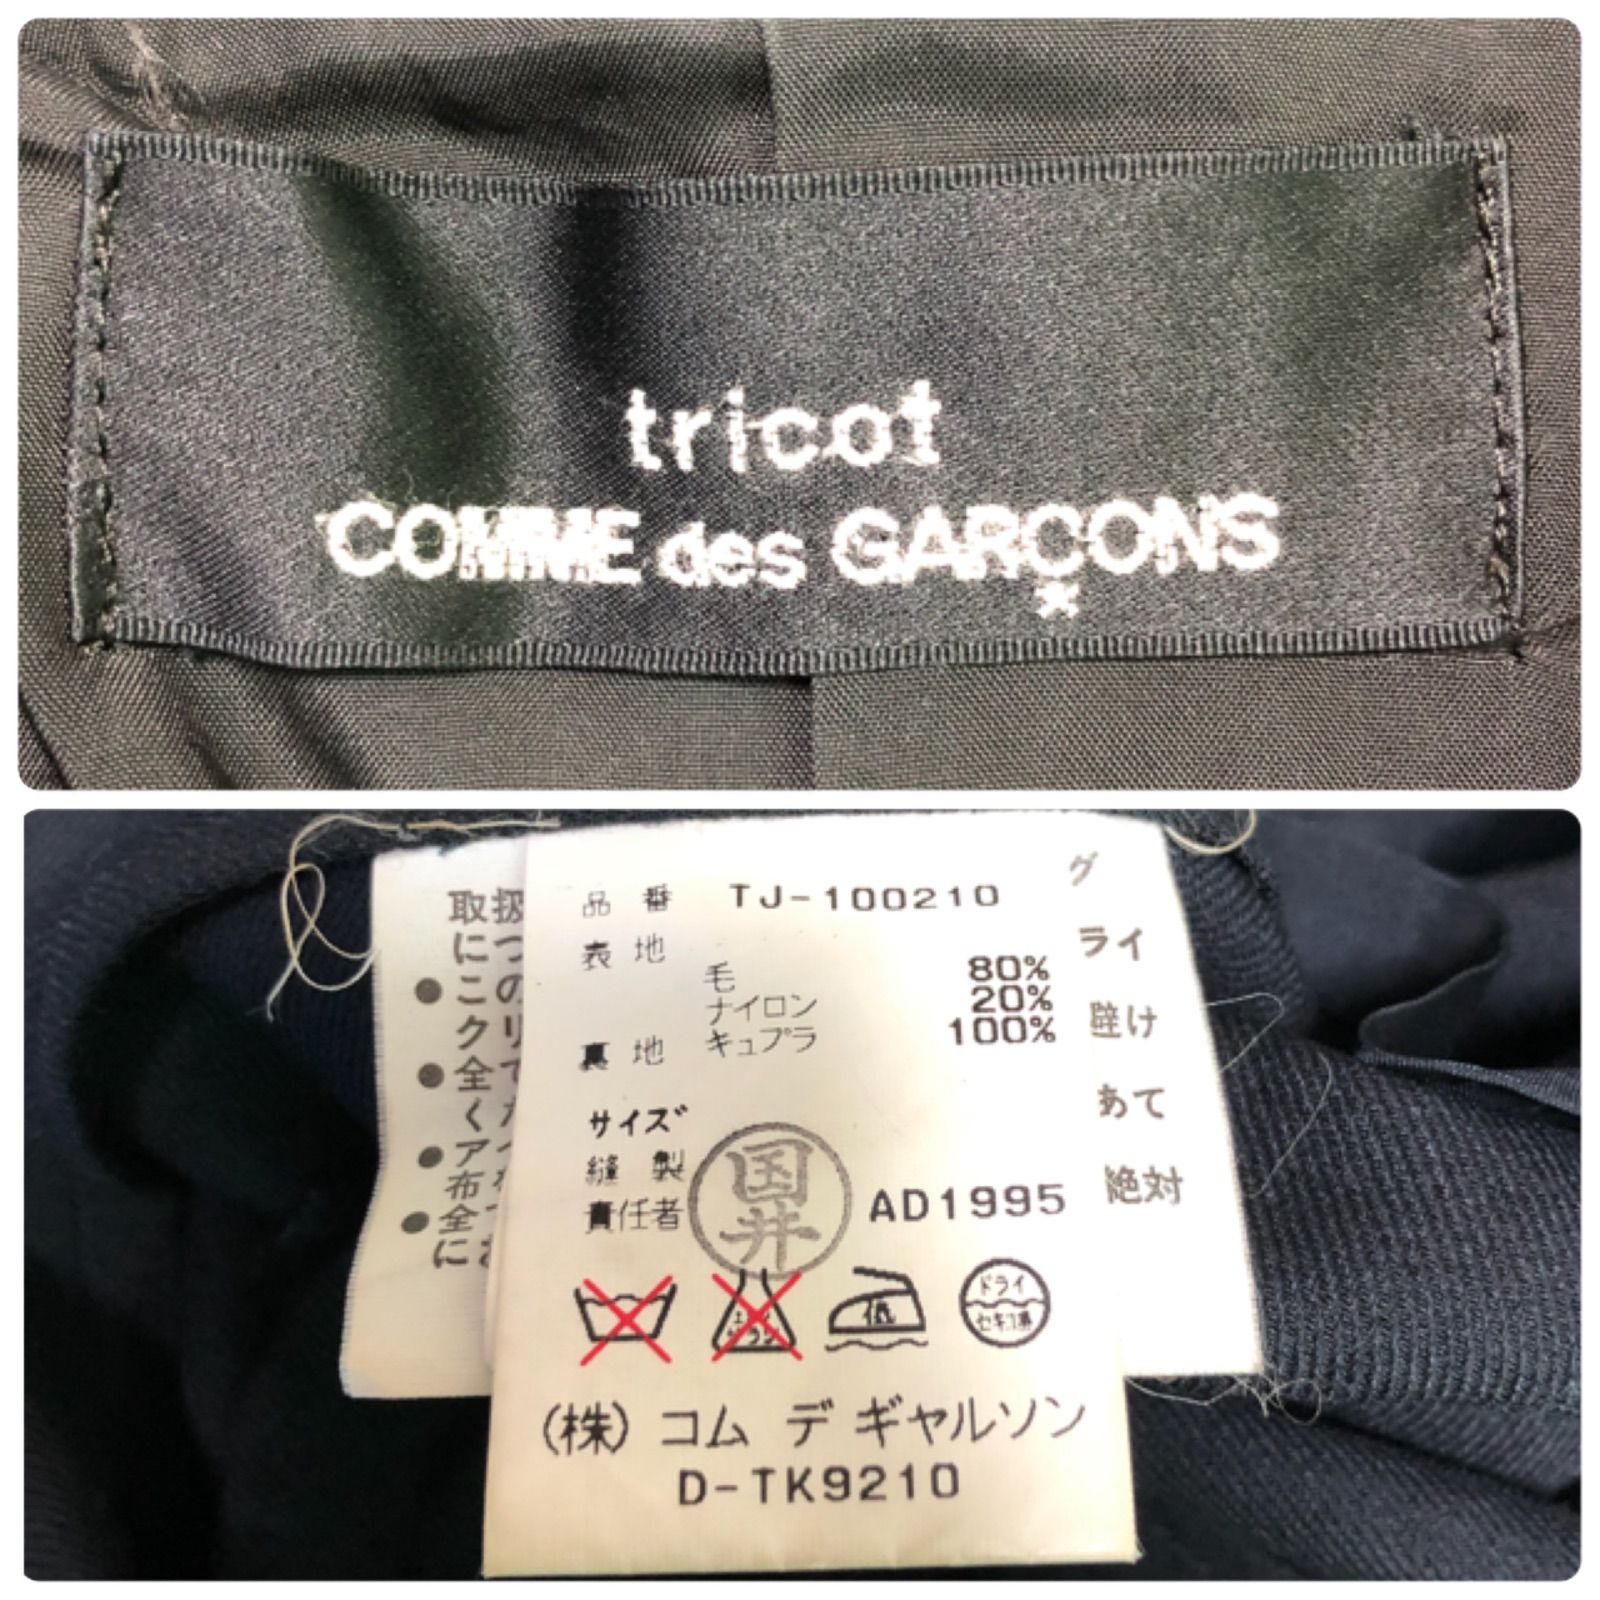 tricot
COMME des GARÇONS
品番 TJ-100210
表地
毛 80%
ナイロン 20%
裏地 キュプラ 100%
サイズ
縫製
責任者
国井
AD1995
低
ドライ
セキユ系
(株) コム デ ギャルソン
D-TK9210
取扱
につ
●この
クリ
●全て
く
●ア
布
●全
にお
グ
ライ
避け
あて
絶対